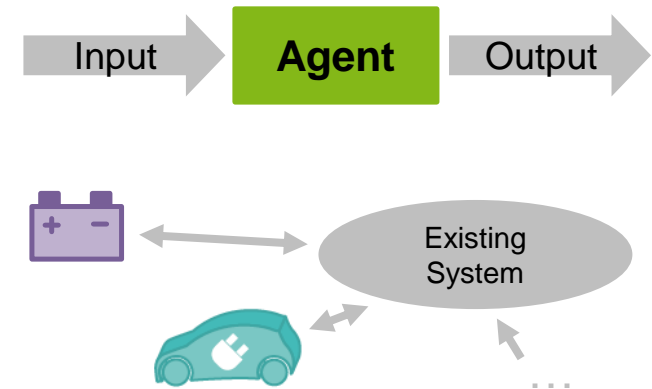 Input
Agent
Output
+ -
Existing
System
...